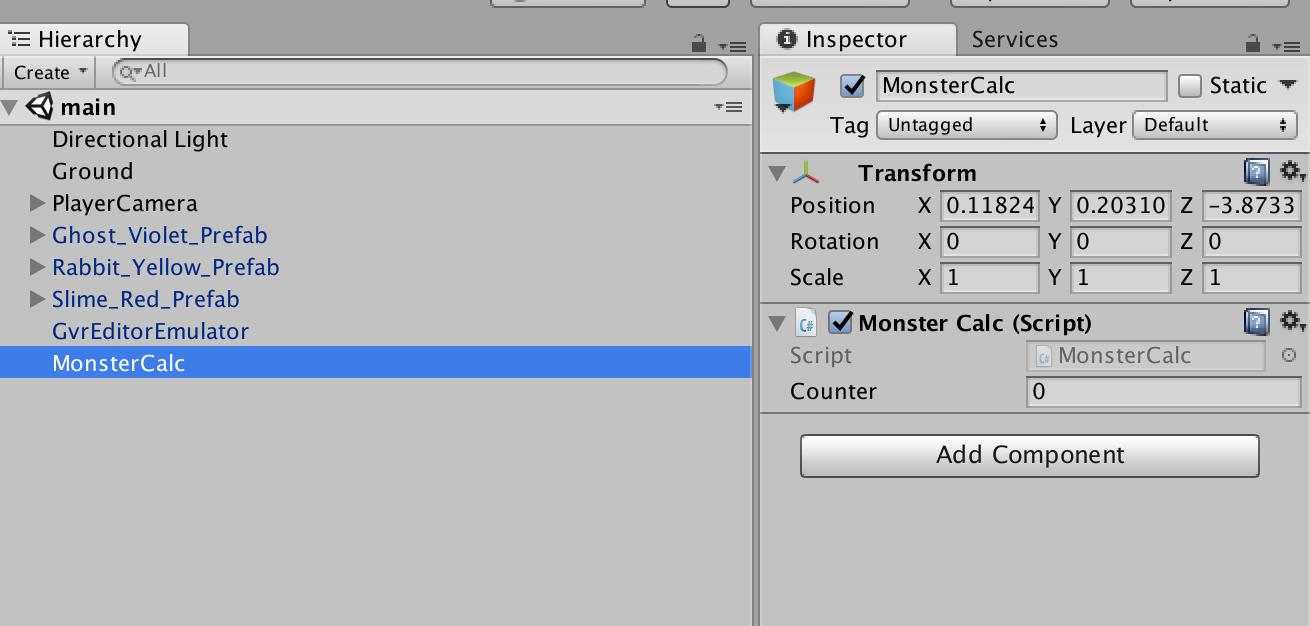 Hierarchy
Create
All
main
Directional Light
Ground
PlayerCamera
Ghost_Violet_Prefab
Rabbit_Yellow_Prefab
Slime_Red_Prefab
GvrEditorEmulator
MonsterCalc
Inspector Services
MonsterCalc Static
Tag Untagged Layer Default
Transform
Position X 0.11824 Y 0.20310 Z -3.8733
Rotation X 0 Y 0 Z 0
Scale X 1 Y 1 Z 1
C# Monster Calc (Script)
Script C# MonsterCalc
Counter 0
Add Component